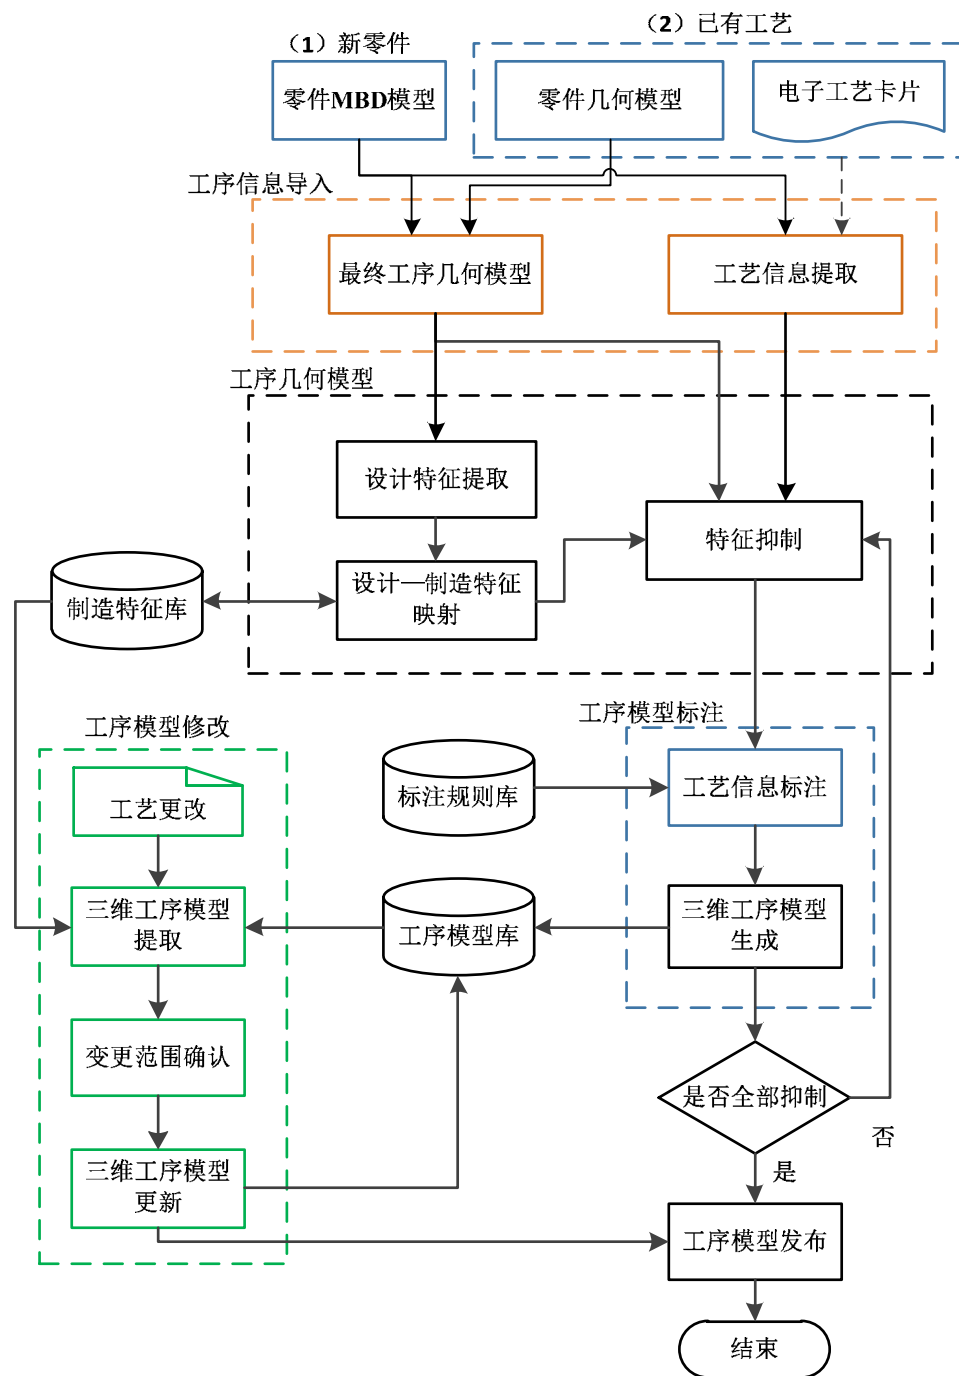 （1）新零件
（2）已有工艺
零件MBD模型
零件几何模型
电子工艺卡片
工序信息导入
最终工序几何模型
工艺信息提取
工序几何模型
设计特征提取
特征抑制
设计—制造特征
映射
制造特征库
工序模型修改
工序模型标注
工艺更改
标注规则库
工艺信息标注
三维工序模型
提取
工序模型库
三维工序模型
生成
变更范围确认
是否全部抑制
否
是
三维工序模型
更新
工序模型发布
结束